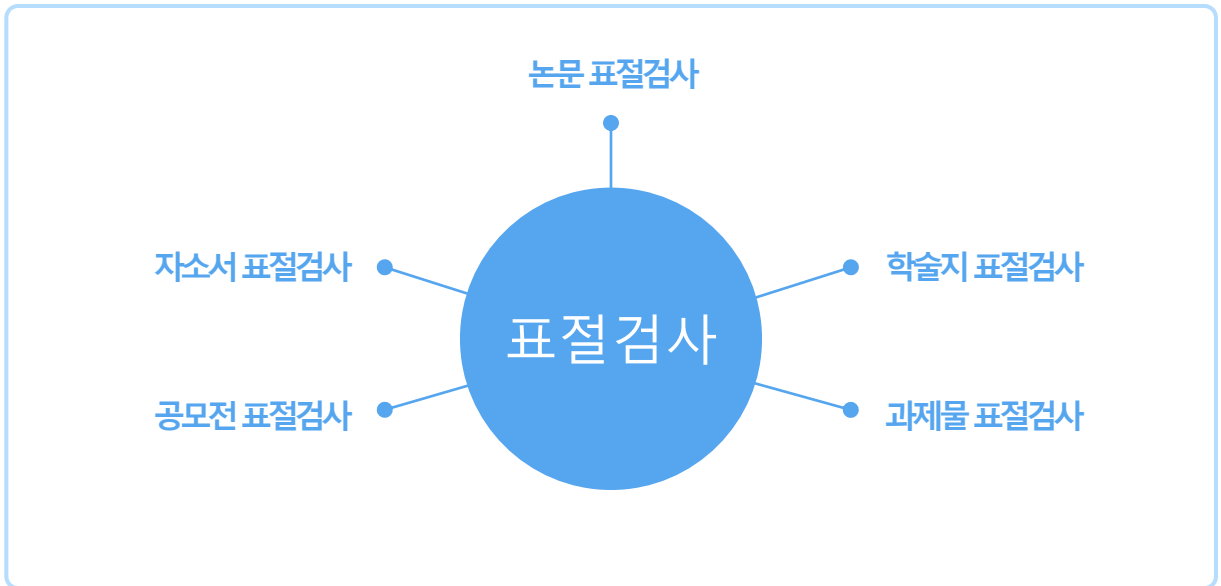 논문 표절검사
자소서 표절검사
학술지 표절검사
표절검사
공모전 표절검사
과제물 표절검사